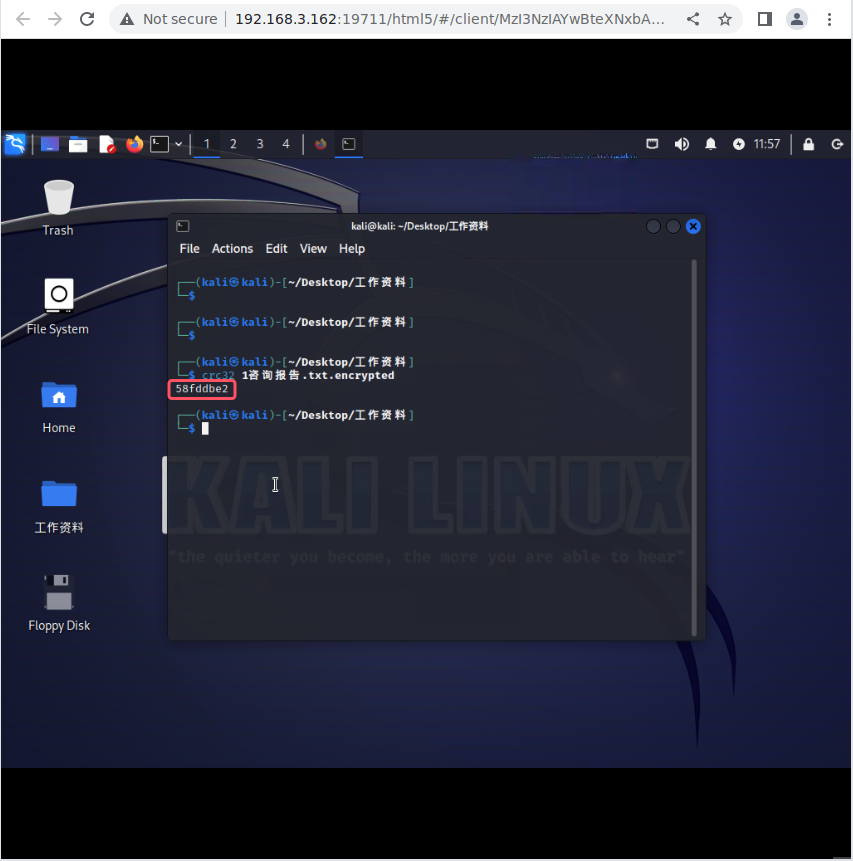 Not secure
192.168.3.162:19711/html5/#/client/MzI3NzIAYwBteXNxbA...
1 2 3 4
11:57
Trash
File System
Home
工作资料
Floppy Disk
kali@kali: ~/Desktop/工作资料
File Actions Edit View Help
┌──(kali㉿kali)-[~/Desktop/工作资料]
└─$
┌──(kali㉿kali)-[~/Desktop/工作资料]
└─$
┌──(kali㉿kali)-[~/Desktop/工作资料]
└─$ crc32 1咨询报告.txt.encrypted
58fddbe2
┌──(kali㉿kali)-[~/Desktop/工作资料]
└─$
KALI LINUX
"the quieter you become, the more you are able to hear"